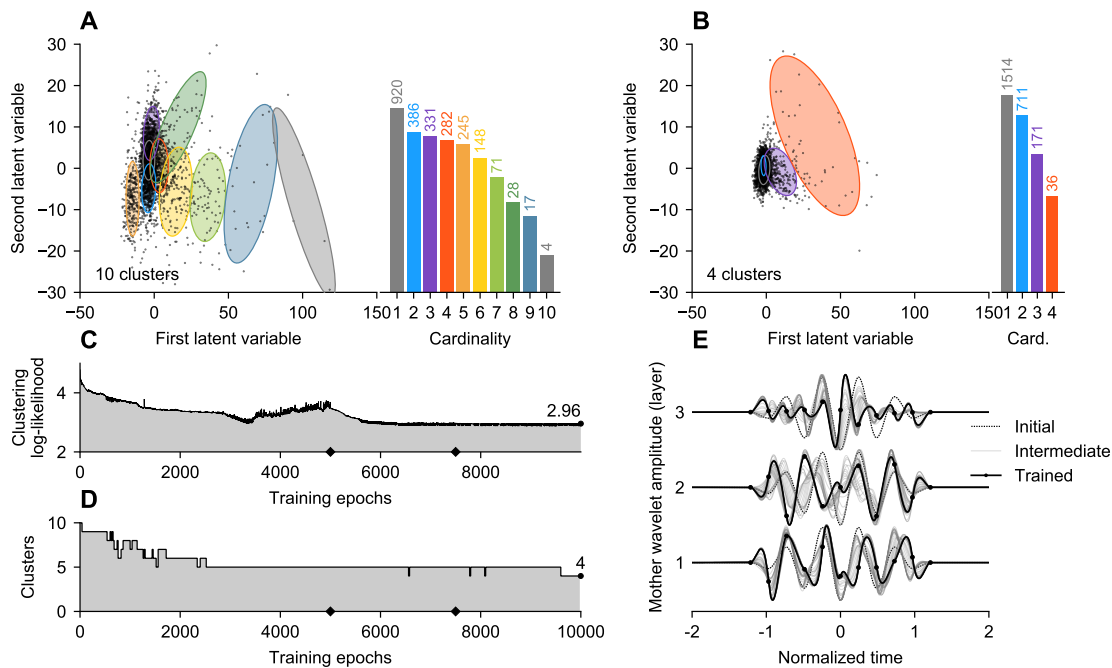 A
Second latent variable
30
20
10
0
−10
−20
−30
10 clusters
−50 0 50 100 150
First latent variable
920
386
331
282
245
148
71
28
17
4
1 2 3 4 5 6 7 8 9 10
Cardinality
B
Second latent variable
30
20
10
0
−10
−20
−30
4 clusters
−50 0 50 100 150
First latent variable
1514
711
171
36
1 2 3 4
Card.
C
Clustering
log-likelihood
4
2
2.96
0 2000 4000 6000 8000
Training epochs
D
Clusters
10
5
0
4
0 2000 4000 6000 8000 10000
Training epochs
E
Mother wavelet amplitude (layer)
3
2
1
Initial
Intermediate
Trained
-2 -1 0 1 2
Normalized time